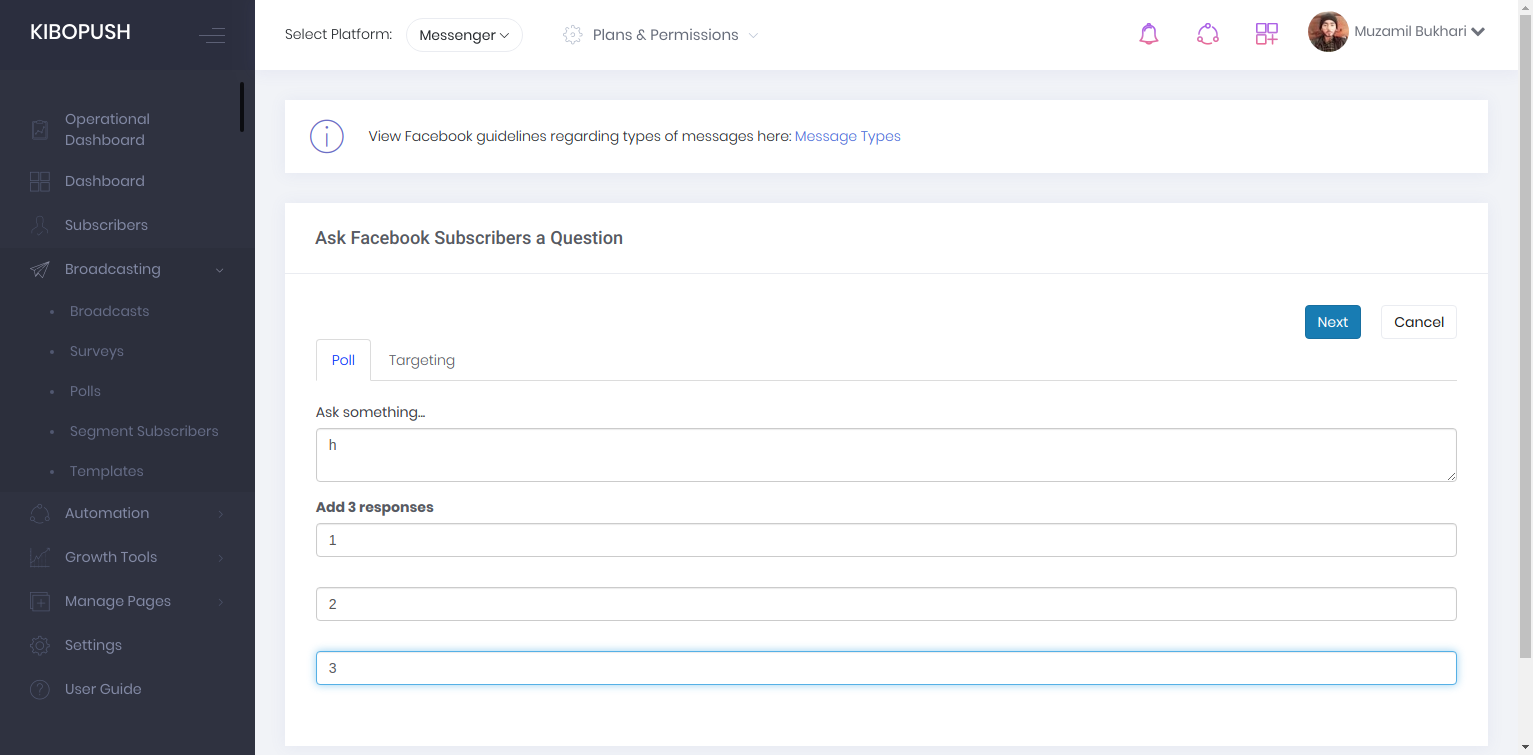 KIBOPUSH
Select Platform: Messenger Plans & Permissions Muzamil Bukhari
Operational
Dashboard
Dashboard
Subscribers
Broadcasting
Broadcasts
Surveys
Polls
Segment Subscribers
Templates
Automation
Growth Tools
Manage Pages
Settings
User Guide
View Facebook guidelines regarding types of messages here: Message Types
Ask Facebook Subscribers a Question
Next Cancel
Poll Targeting
Ask something...
h
Add 3 responses
1
2
3